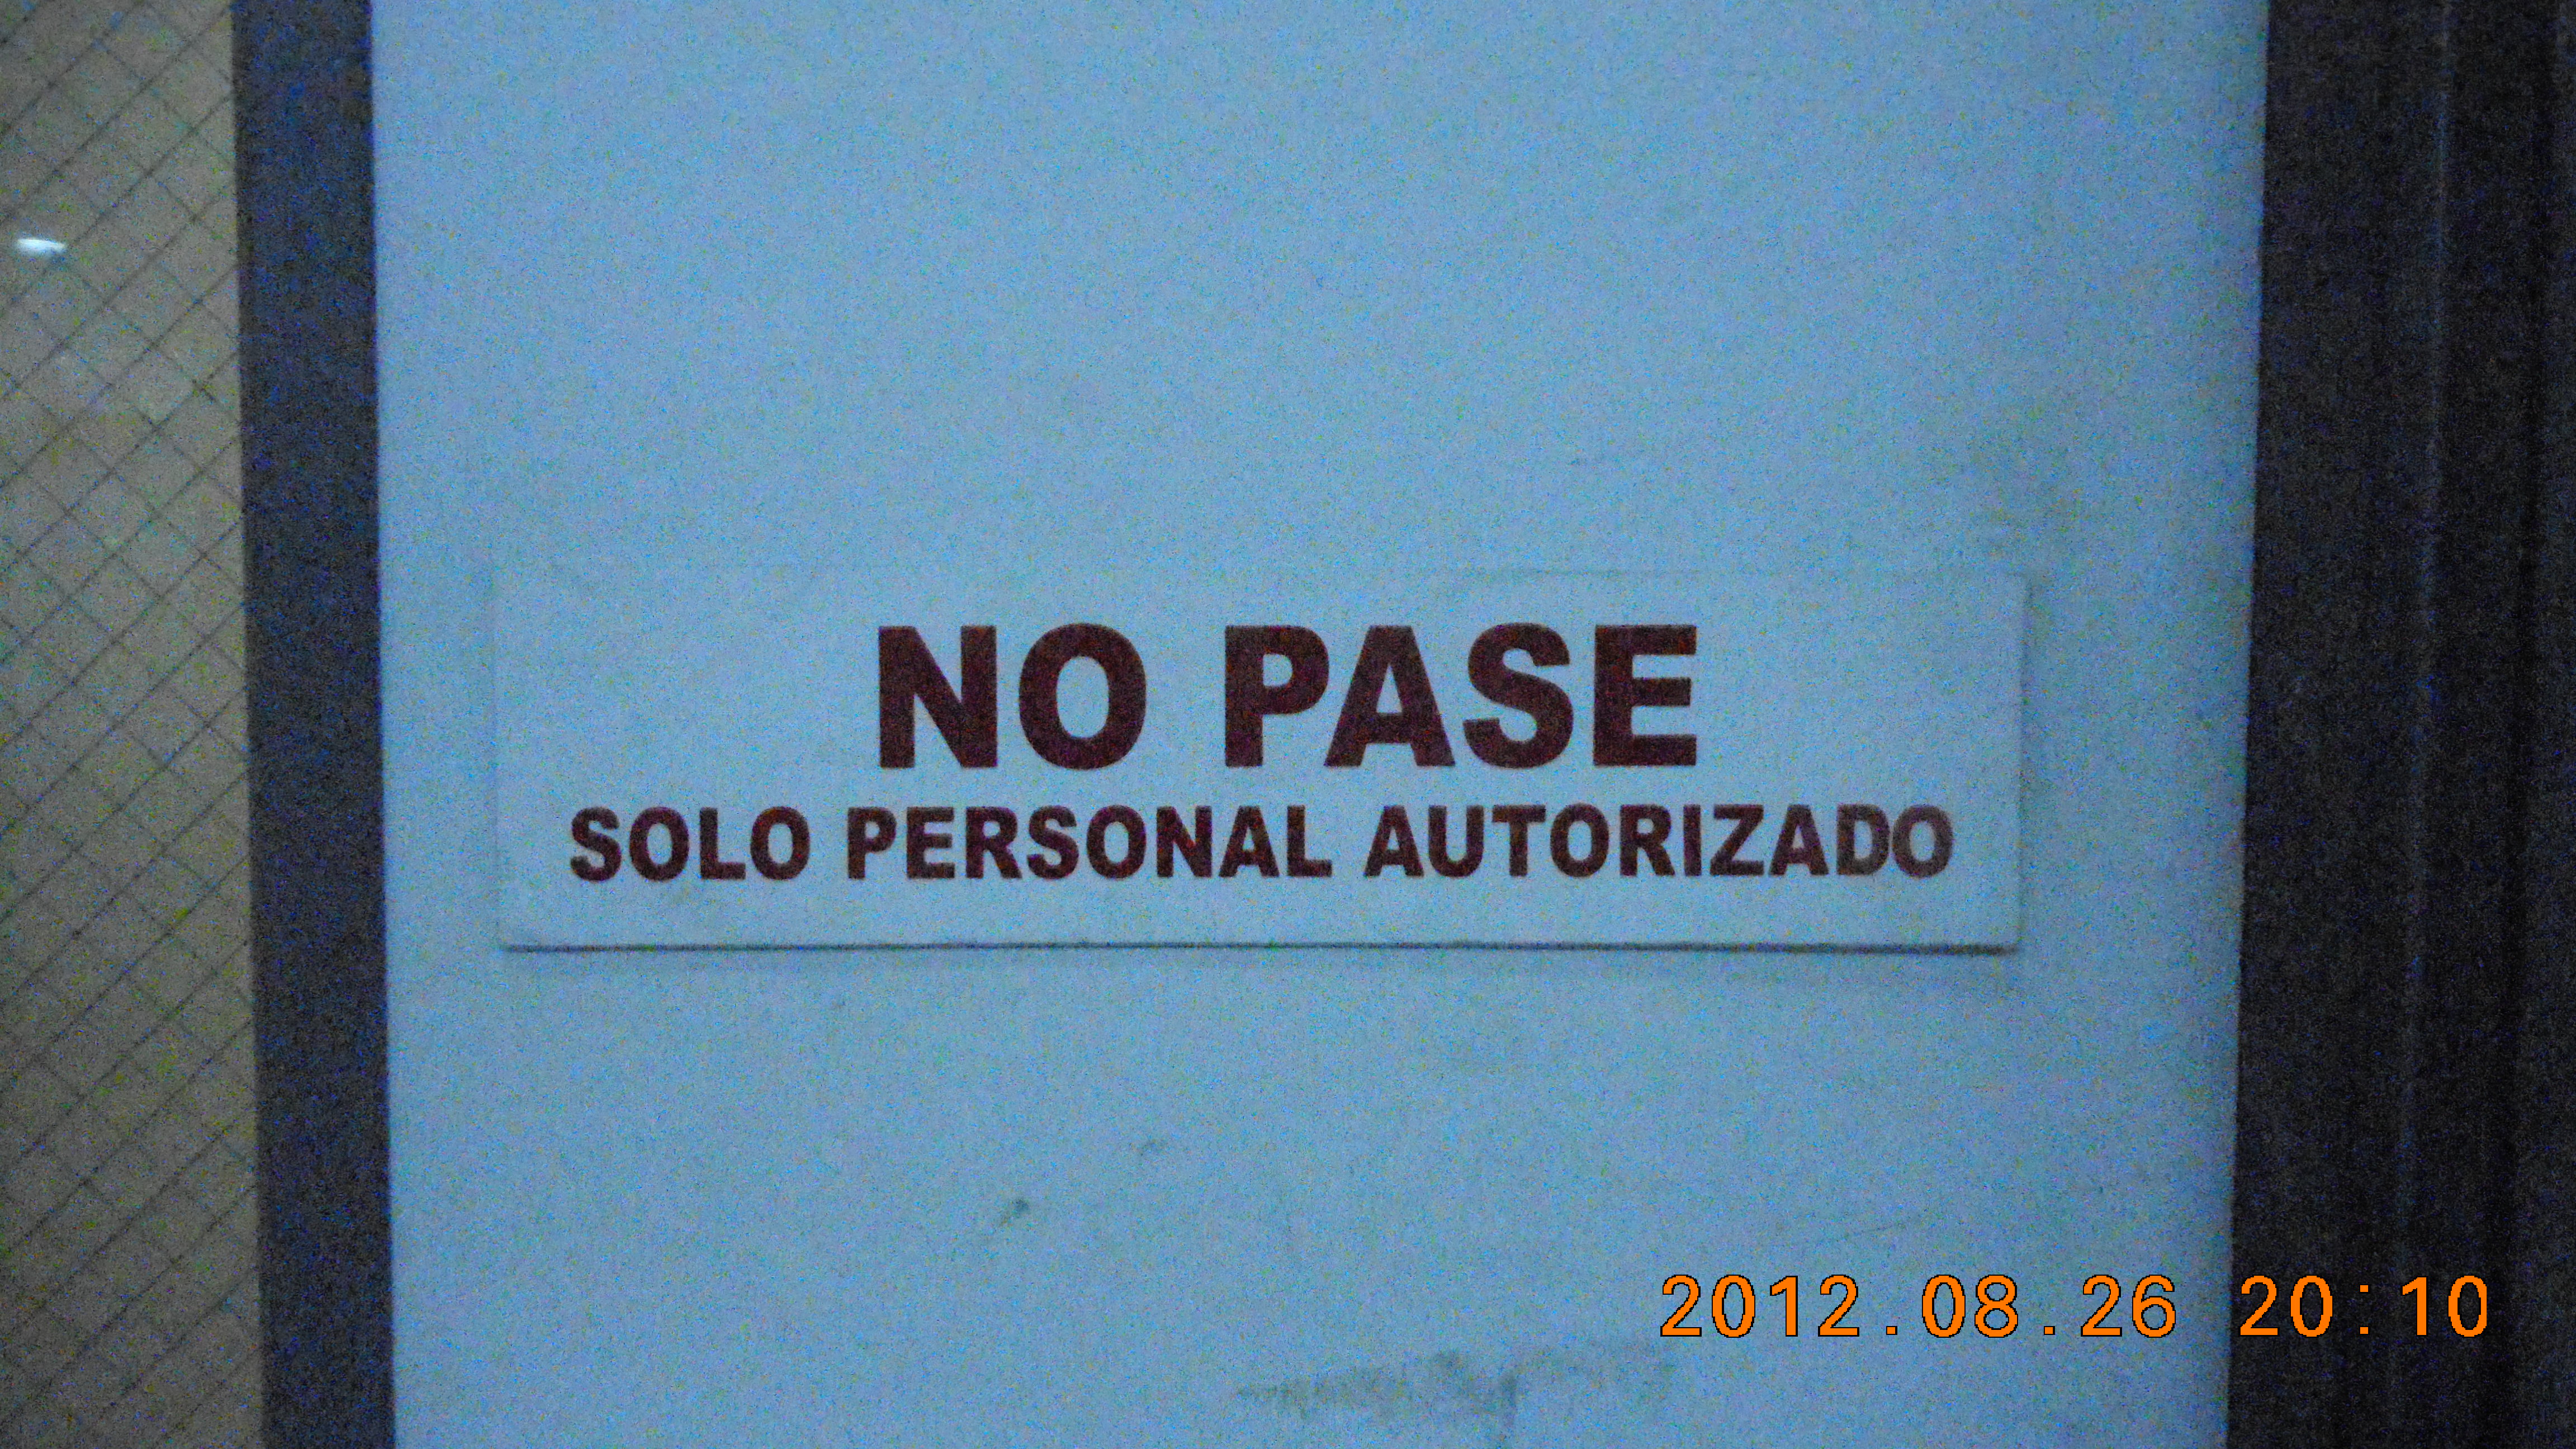 NO PASE
SOLO PERSONAL AUTORIZADO
2012.08.26 20:10